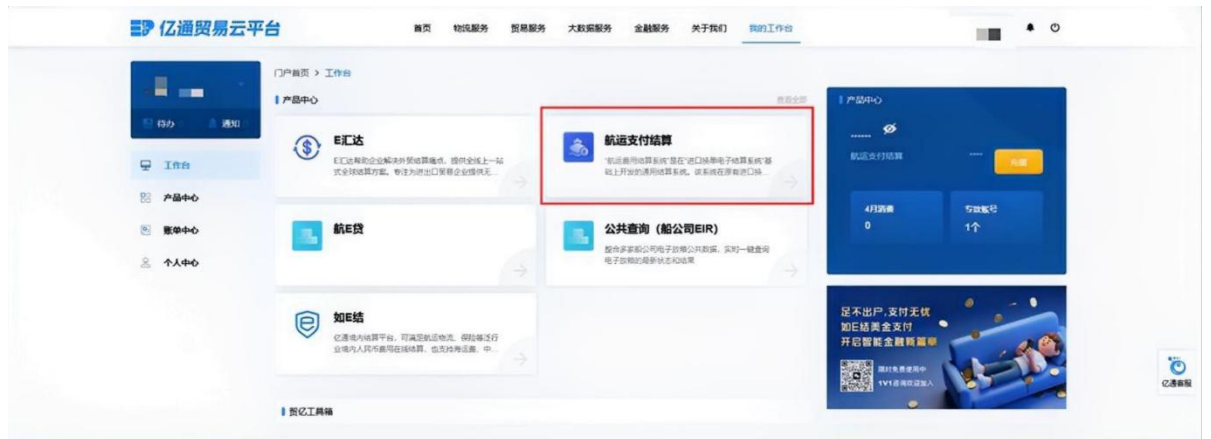 亿通贸易云平台
首页 物流服务 贸易服务 大数据服务 金融服务 关于我们 我的工作台
待办 通知
工作台
产品中心
账单中心
个人中心
门户首页 > 工作台
产品中心 查看全部
E汇达
E汇达帮助企业解决外贸结算痛点，提供全线上一站
式全球结算方案。专注为进出口贸易企业提供无...
航运支付结算
"航运费用结算系统"是在"进口换单电子结算系统"基
础上开发的通用结算系统。该系统在原有进口换...
航E贷
公共查询（船公司EIR）
整合多家船公司电子放箱公共数据，实时一键查询
电子放箱的最新状态和结果
如E结
亿通境内结算平台，可满足航运物流、保险等泛行
业境内人民币费用在线结算，也支持海运费、中...
贸亿工具箱
产品中心
......
航运支付结算 .... 充值
4月消费
0
专款账号
1个
足不出户,支付无忧
如E结美金支付
开启智能金融新篇章
限时免费使用中
1V1咨询欢迎加入
亿通客服